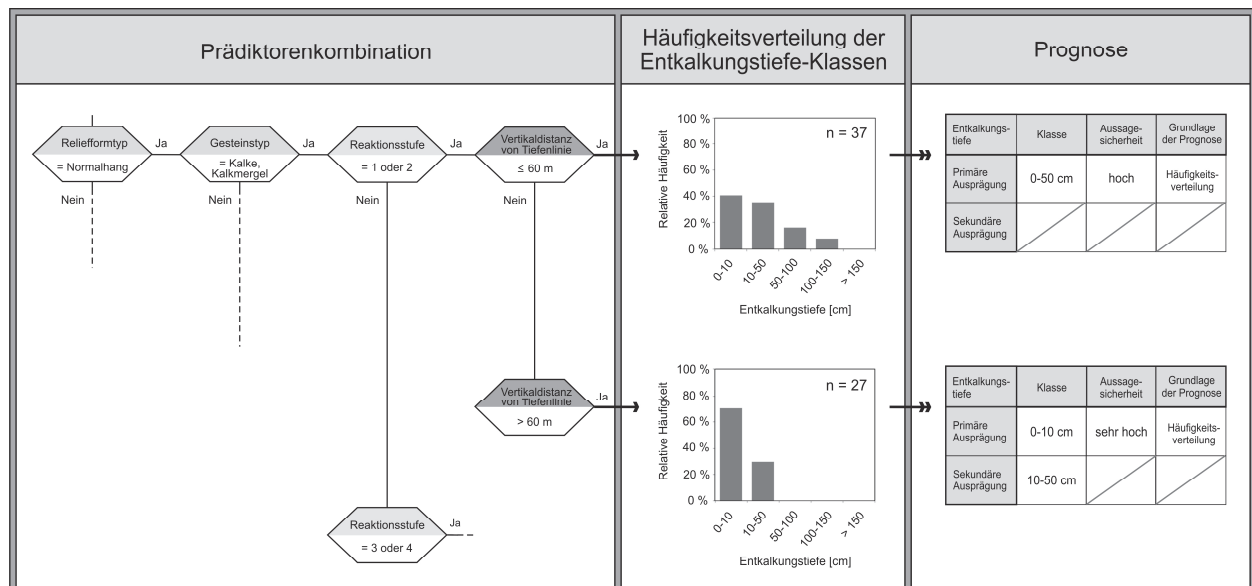 Prädiktorenkombination
Häufigkeitsverteilung der
Entkalkungstiefe-Klassen
Prognose
Relieftormtyp
= Normalhang
Ja
Nein
Gesteinstyp
= Kalke,
Kalkmergel
Ja
Nein
Reaktionsstufe
= 1 oder 2
Ja
Nein
Vertikaldistanz
von Tiefenlinie
≤ 60 m
Ja
Nein
Vertikaldistanz
von Tiefenlinie
> 60 m
Ja
Reaktionsstufe
= 3 oder 4
Ja
Relative Häufigkeit
100 %
80 %
60 %
40 %
20 %
0 %
n = 37
0-10
10-50
50-100
100-150
> 150
Entkalkungstiefe [cm]
Relative Häufigkeit
100 %
80 %
60 %
40 %
20 %
0 %
n = 27
0-10
10-50
50-100
100-150
> 150
Entkalkungstiefe [cm]
Entkalkungs-
tiefe
Klasse
Aussage-
sicherheit
Grundlage
der Prognose
Primäre
Ausprägung
0-50 cm
hoch
Häufigkeits-
verteilung
Sekundäre
Ausprägung
Entkalkungs-
tiefe
Klasse
Aussage-
sicherheit
Grundlage
der Prognose
Primäre
Ausprägung
0-10 cm
sehr hoch
Häufigkeits-
verteilung
Sekundäre
Ausprägung
10-50 cm